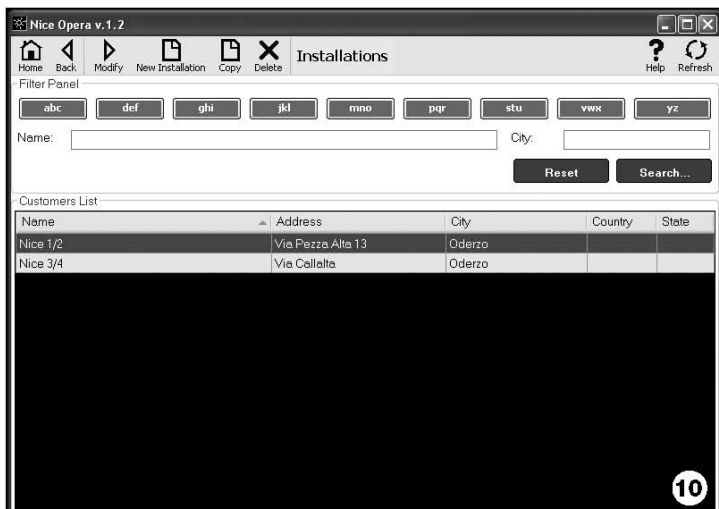 Nice Opera v.1.2
Home Back Modify New Installation Copy Delete Installations Help Refresh
Filter Panel
abc def ghi jkl mno pqr stu vwx yz
Name: City:
Reset Search...
Customers List
Name Address City Country State
Nice 1/2 Via Pezza Alta 13 Oderzo
Nice 3/4 Via Callalta Oderzo
10